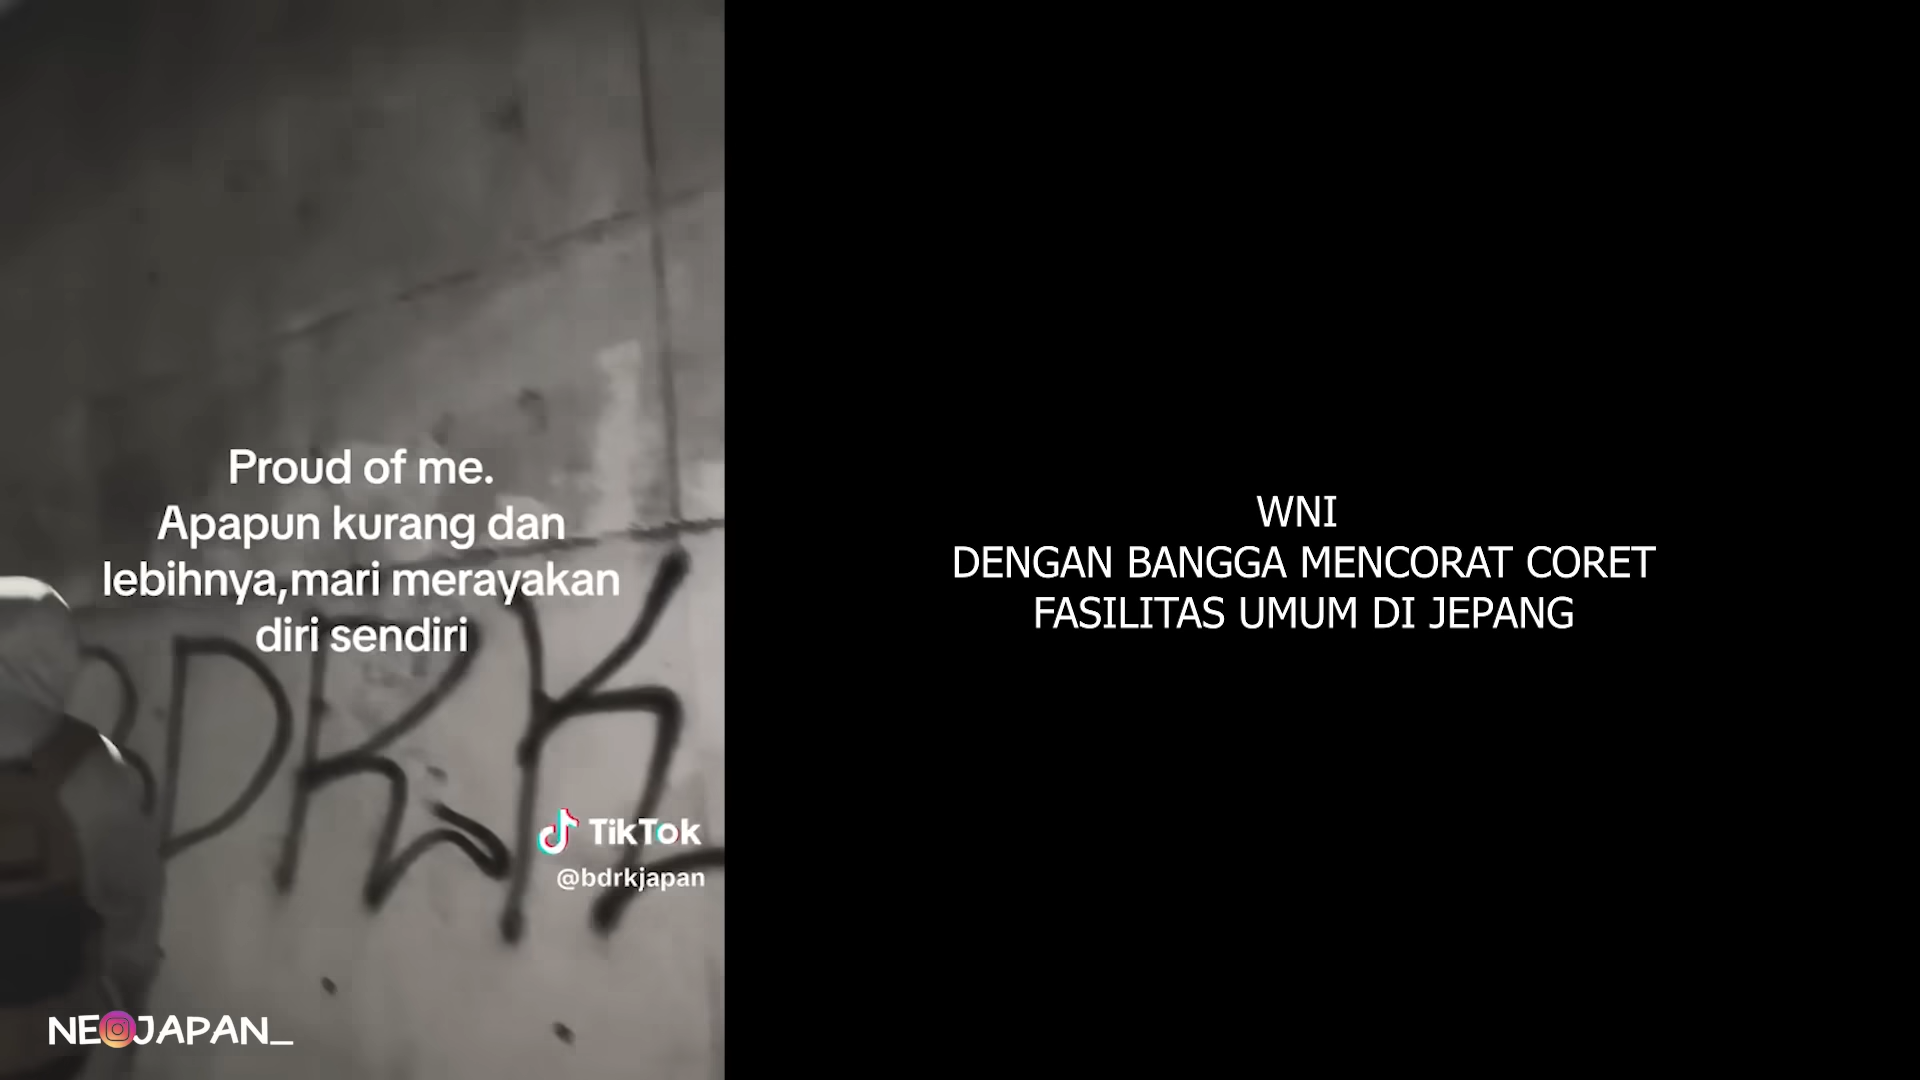 Proud of me.
Apapun kurang dan
lebihnya,mari merayakan
diri sendiri
BDRK
TikTok
@bdrkjapan
NEOJAPAN_
WNI
DENGAN BANGGA MENCORAT CORET
FASILITAS UMUM DI JEPANG